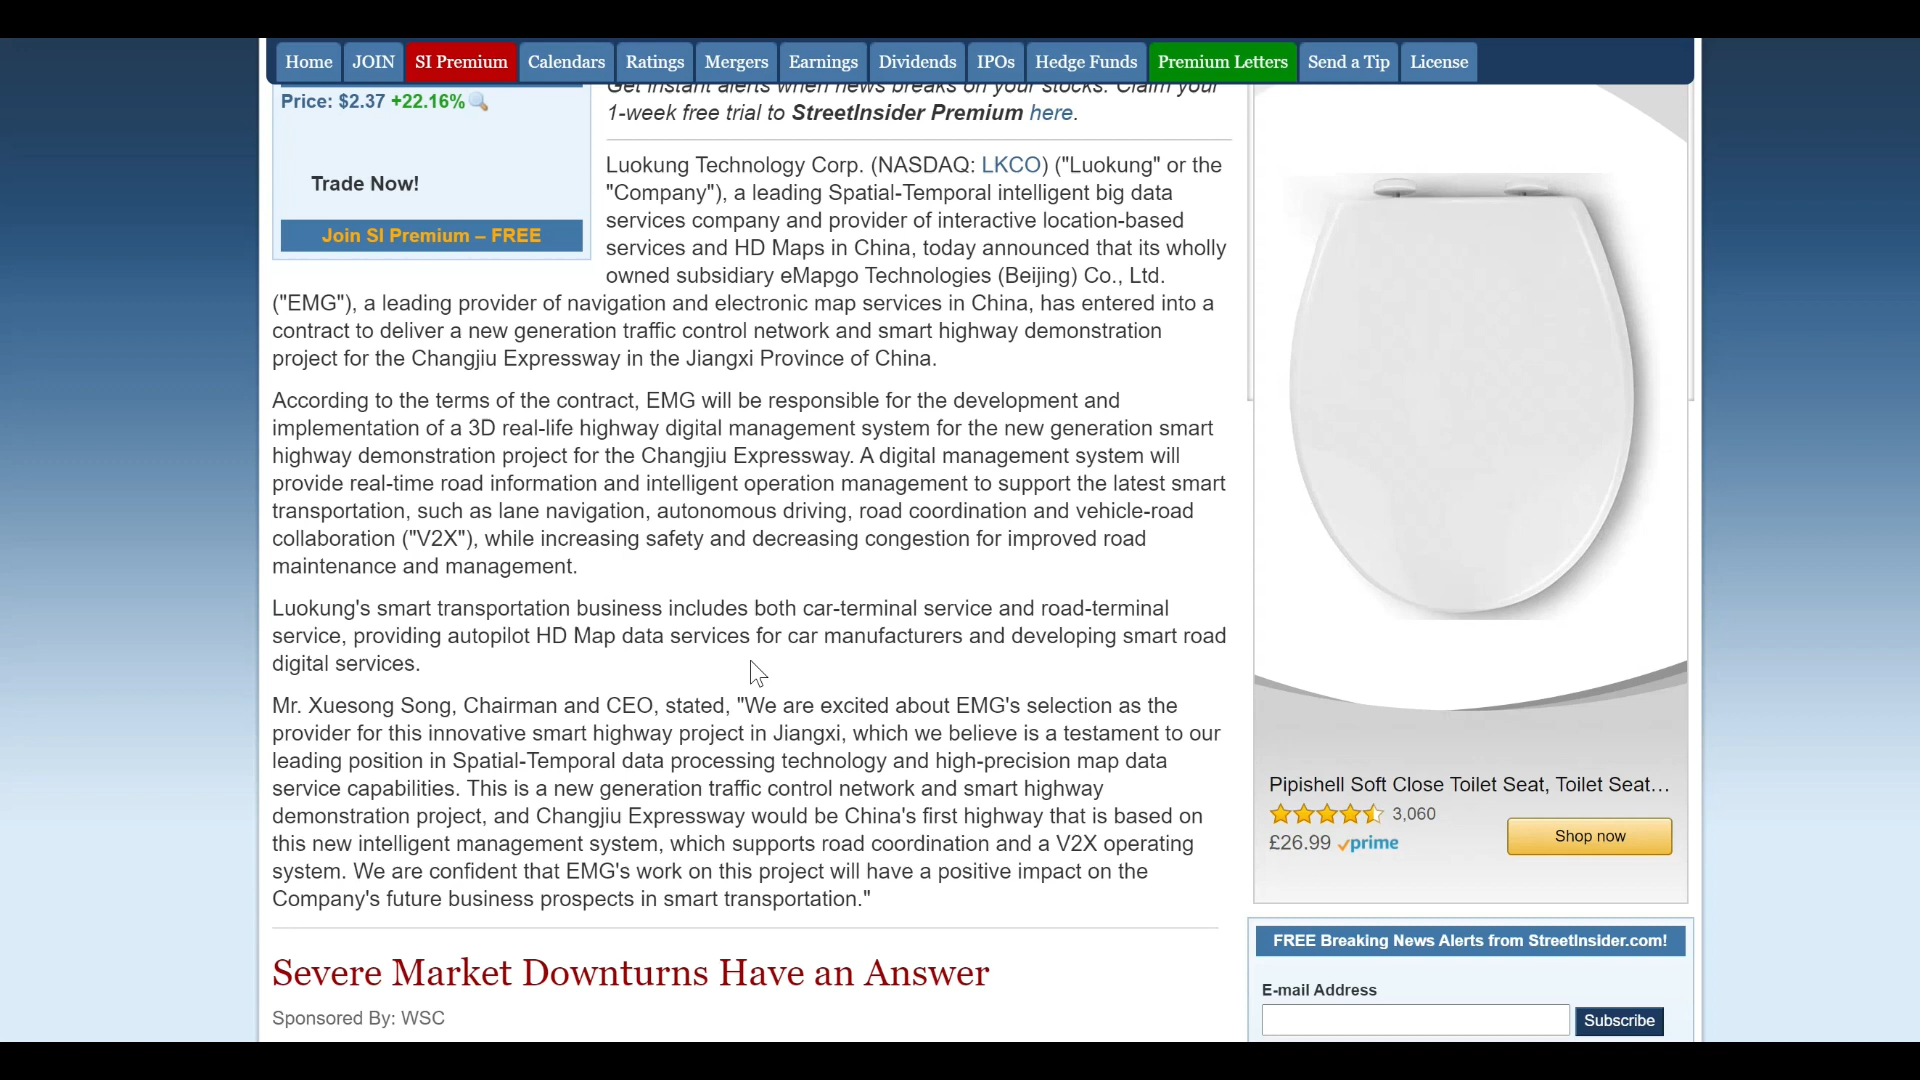 Home JOIN SI Premium Calendars Ratings Mergers Earnings Dividends IPOs Hedge Funds Premium Letters Send a Tip License
Price: $2.37 +22.16%
Trade Now!
Join SI Premium – FREE
Get instant alerts when news breaks on your stocks. Claim your
1-week free trial to StreetInsider Premium here.
Luokung Technology Corp. (NASDAQ: LKCO) ("Luokung" or the
"Company"), a leading Spatial-Temporal intelligent big data
services company and provider of interactive location-based
services and HD Maps in China, today announced that its wholly
owned subsidiary eMapgo Technologies (Beijing) Co., Ltd.
("EMG"), a leading provider of navigation and electronic map services in China, has entered into a
contract to deliver a new generation traffic control network and smart highway demonstration
project for the Changjiu Expressway in the Jiangxi Province of China.
According to the terms of the contract, EMG will be responsible for the development and
implementation of a 3D real-life highway digital management system for the new generation smart
highway demonstration project for the Changjiu Expressway. A digital management system will
provide real-time road information and intelligent operation management to support the latest smart
transportation, such as lane navigation, autonomous driving, road coordination and vehicle-road
collaboration ("V2X"), while increasing safety and decreasing congestion for improved road
maintenance and management.
Luokung's smart transportation business includes both car-terminal service and road-terminal
service, providing autopilot HD Map data services for car manufacturers and developing smart road
digital services.
Mr. Xuesong Song, Chairman and CEO, stated, "We are excited about EMG's selection as the
provider for this innovative smart highway project in Jiangxi, which we believe is a testament to our
leading position in Spatial-Temporal data processing technology and high-precision map data
service capabilities. This is a new generation traffic control network and smart highway
demonstration project, and Changjiu Expressway would be China's first highway that is based on
this new intelligent management system, which supports road coordination and a V2X operating
system. We are confident that EMG's work on this project will have a positive impact on the
Company's future business prospects in smart transportation."
Severe Market Downturns Have an Answer
Sponsored By: WSC
Pipishell Soft Close Toilet Seat, Toilet Seat...
3,060
£26.99 prime
Shop now
FREE Breaking News Alerts from StreetInsider.com!
E-mail Address
Subscribe